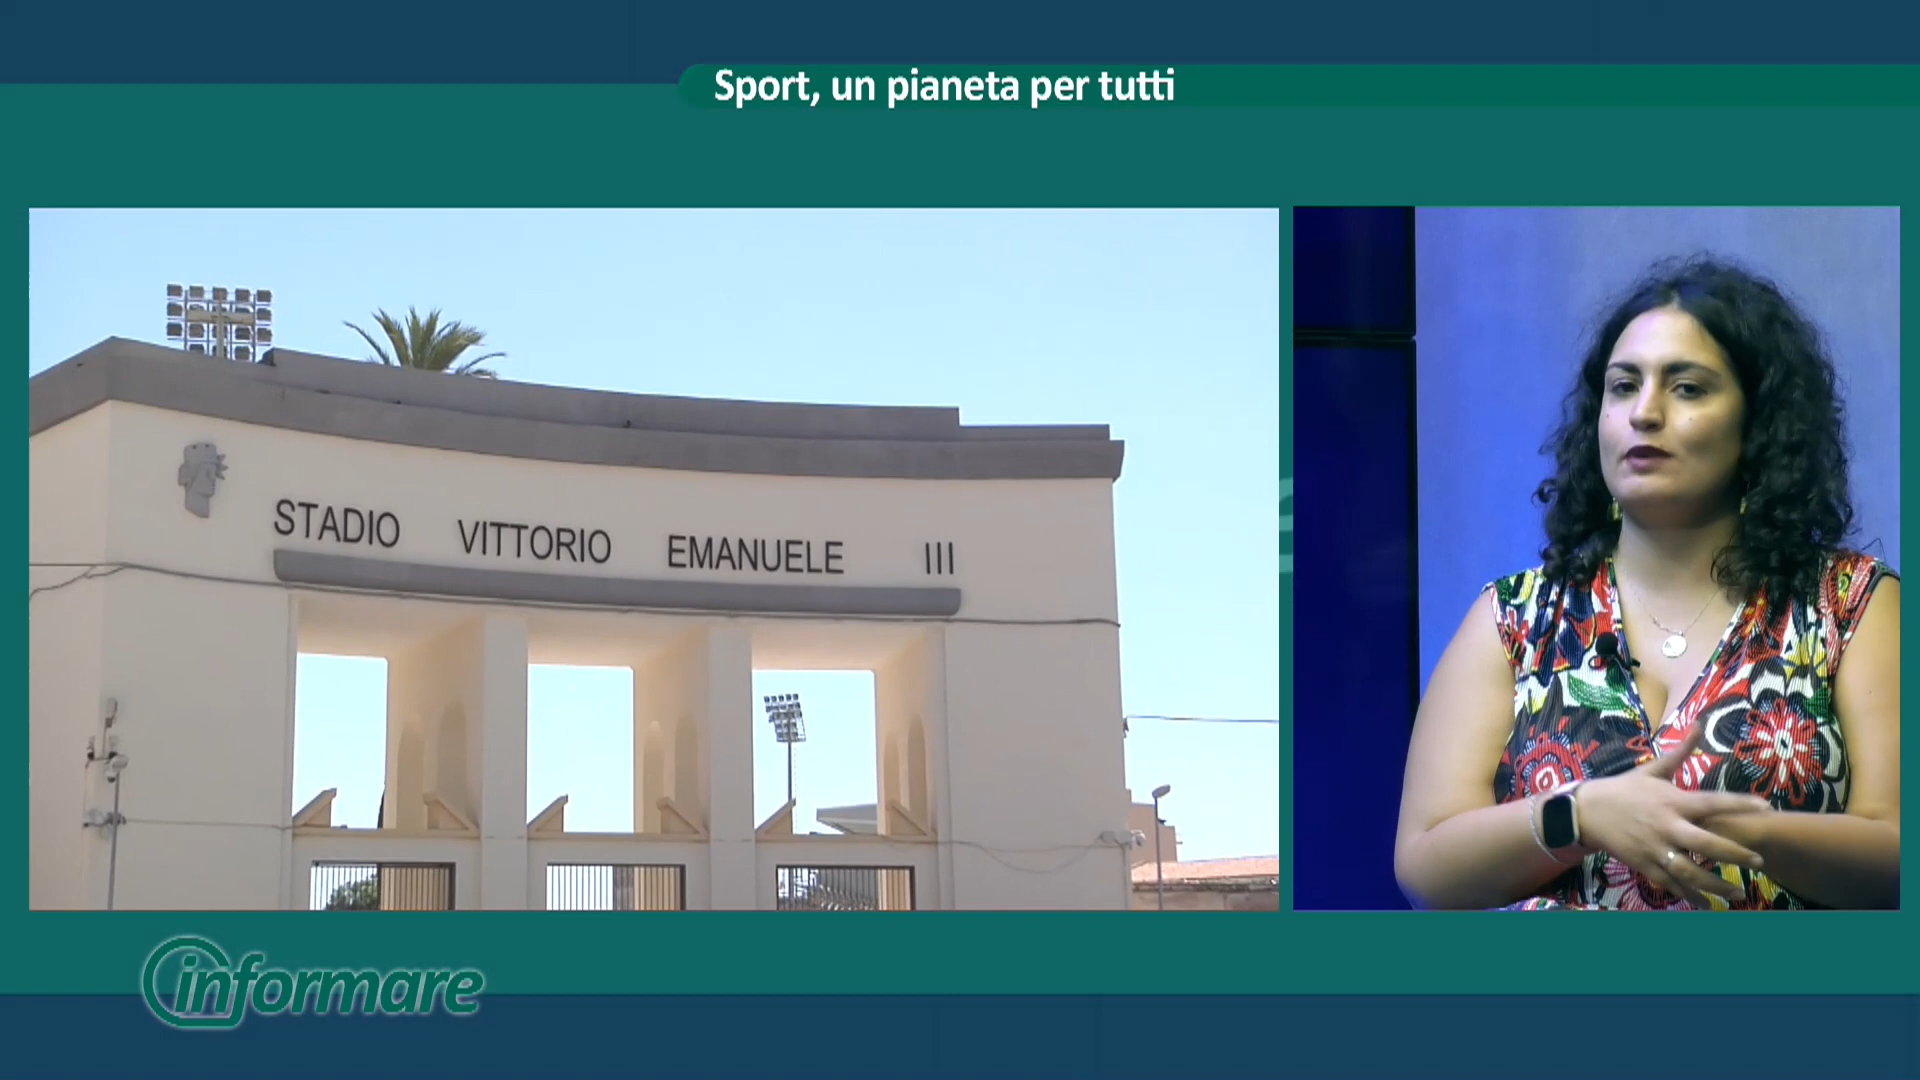 Sport, un pianeta per tutti
STADIO VITTORIO EMANUELE III
informare